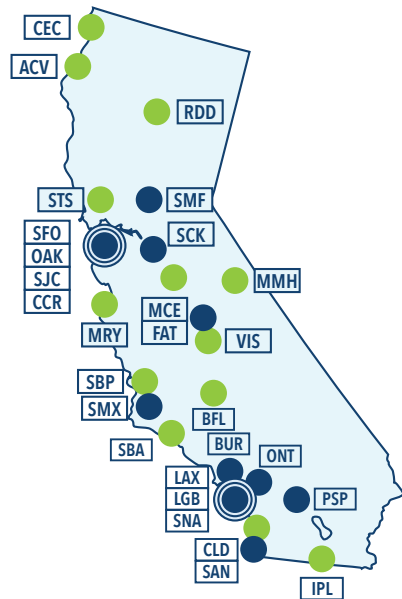 CEC
ACV
RDD
STS
SMF
SFO
OAK
SJC
CCR
SCK
MMH
MRY
MCE
FAT
VIS
SBP
SMX
BFL
SBA
BUR
ONT
LAX
LGB
SNA
PSP
CLD
SAN
IPL